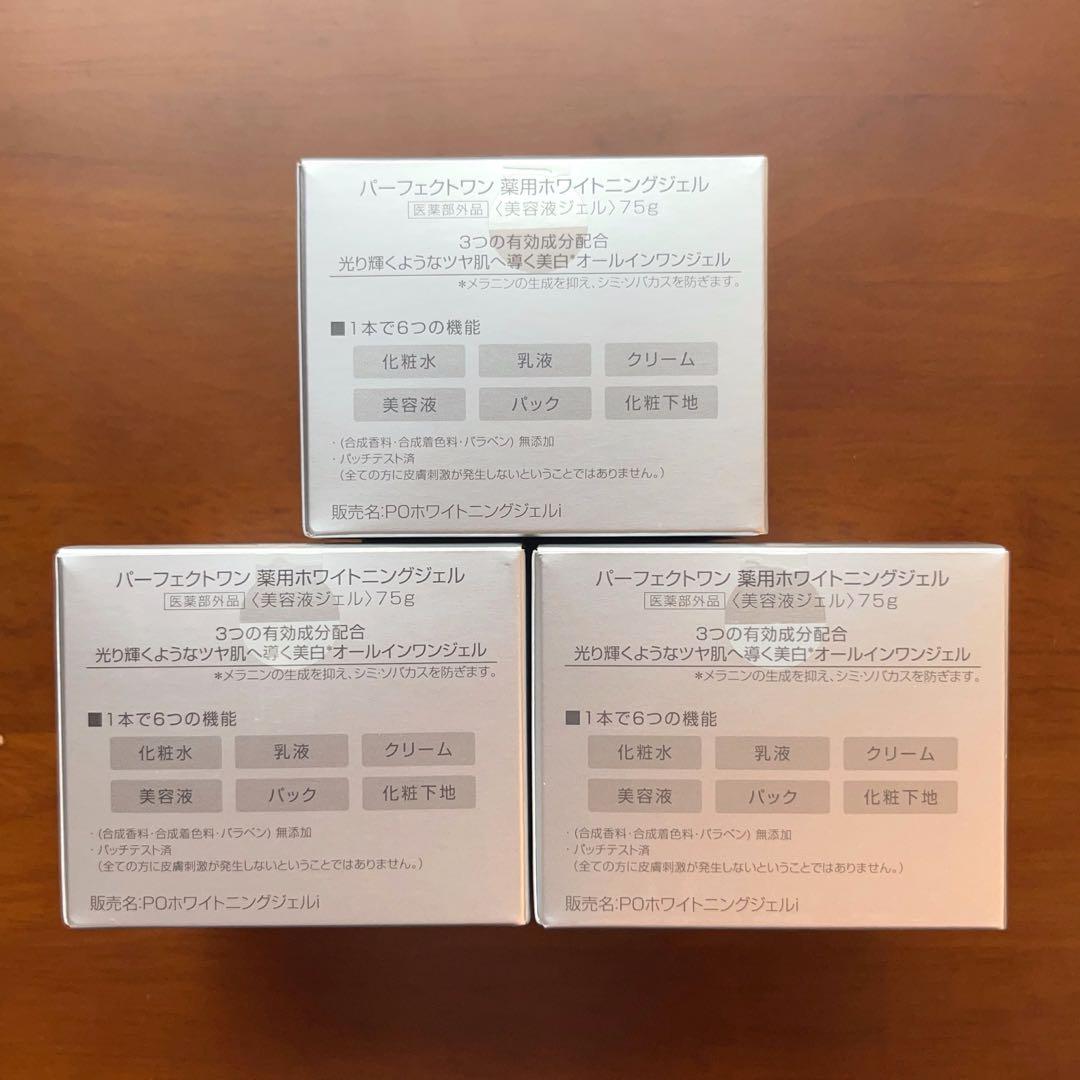 パーフェクトワン 薬用ホワイトニングジェル
医薬部外品 〈美容液ジェル〉75g
3つの有効成分配合
光り輝くようなツヤ肌へ導く美白*オールインワンジェル
*メラニンの生成を抑え、シミ・ソバカスを防ぎます。
■1本で6つの機能
化粧水 乳液 クリーム
美容液 パック 化粧下地
・(合成香料・合成着色料・パラベン) 無添加
・パッチテスト済
(全ての方に皮膚刺激が発生しないということではありません。)
販売名:POホワイトニングジェルi
パーフェクトワン 薬用ホワイトニングジェル
医薬部外品 〈美容液ジェル〉75g
3つの有効成分配合
光り輝くようなツヤ肌へ導く美白*オールインワンジェル
*メラニンの生成を抑え、シミ・ソバカスを防ぎます。
■1本で6つの機能
化粧水 乳液 クリーム
美容液 パック 化粧下地
・(合成香料・合成着色料・パラベン) 無添加
・パッチテスト済
(全ての方に皮膚刺激が発生しないということではありません。)
販売名:POホワイトニングジェルi
パーフェクトワン 薬用ホワイトニングジェル
医薬部外品 〈美容液ジェル〉75g
3つの有効成分配合
光り輝くようなツヤ肌へ導く美白*オールインワンジェル
*メラニンの生成を抑え、シミ・ソバカスを防ぎます。
■1本で6つの機能
化粧水 乳液 クリーム
美容液 パック 化粧下地
・(合成香料・合成着色料・パラベン) 無添加
・パッチテスト済
(全ての方に皮膚刺激が発生しないということではありません。)
販売名:POホワイトニングジェルi